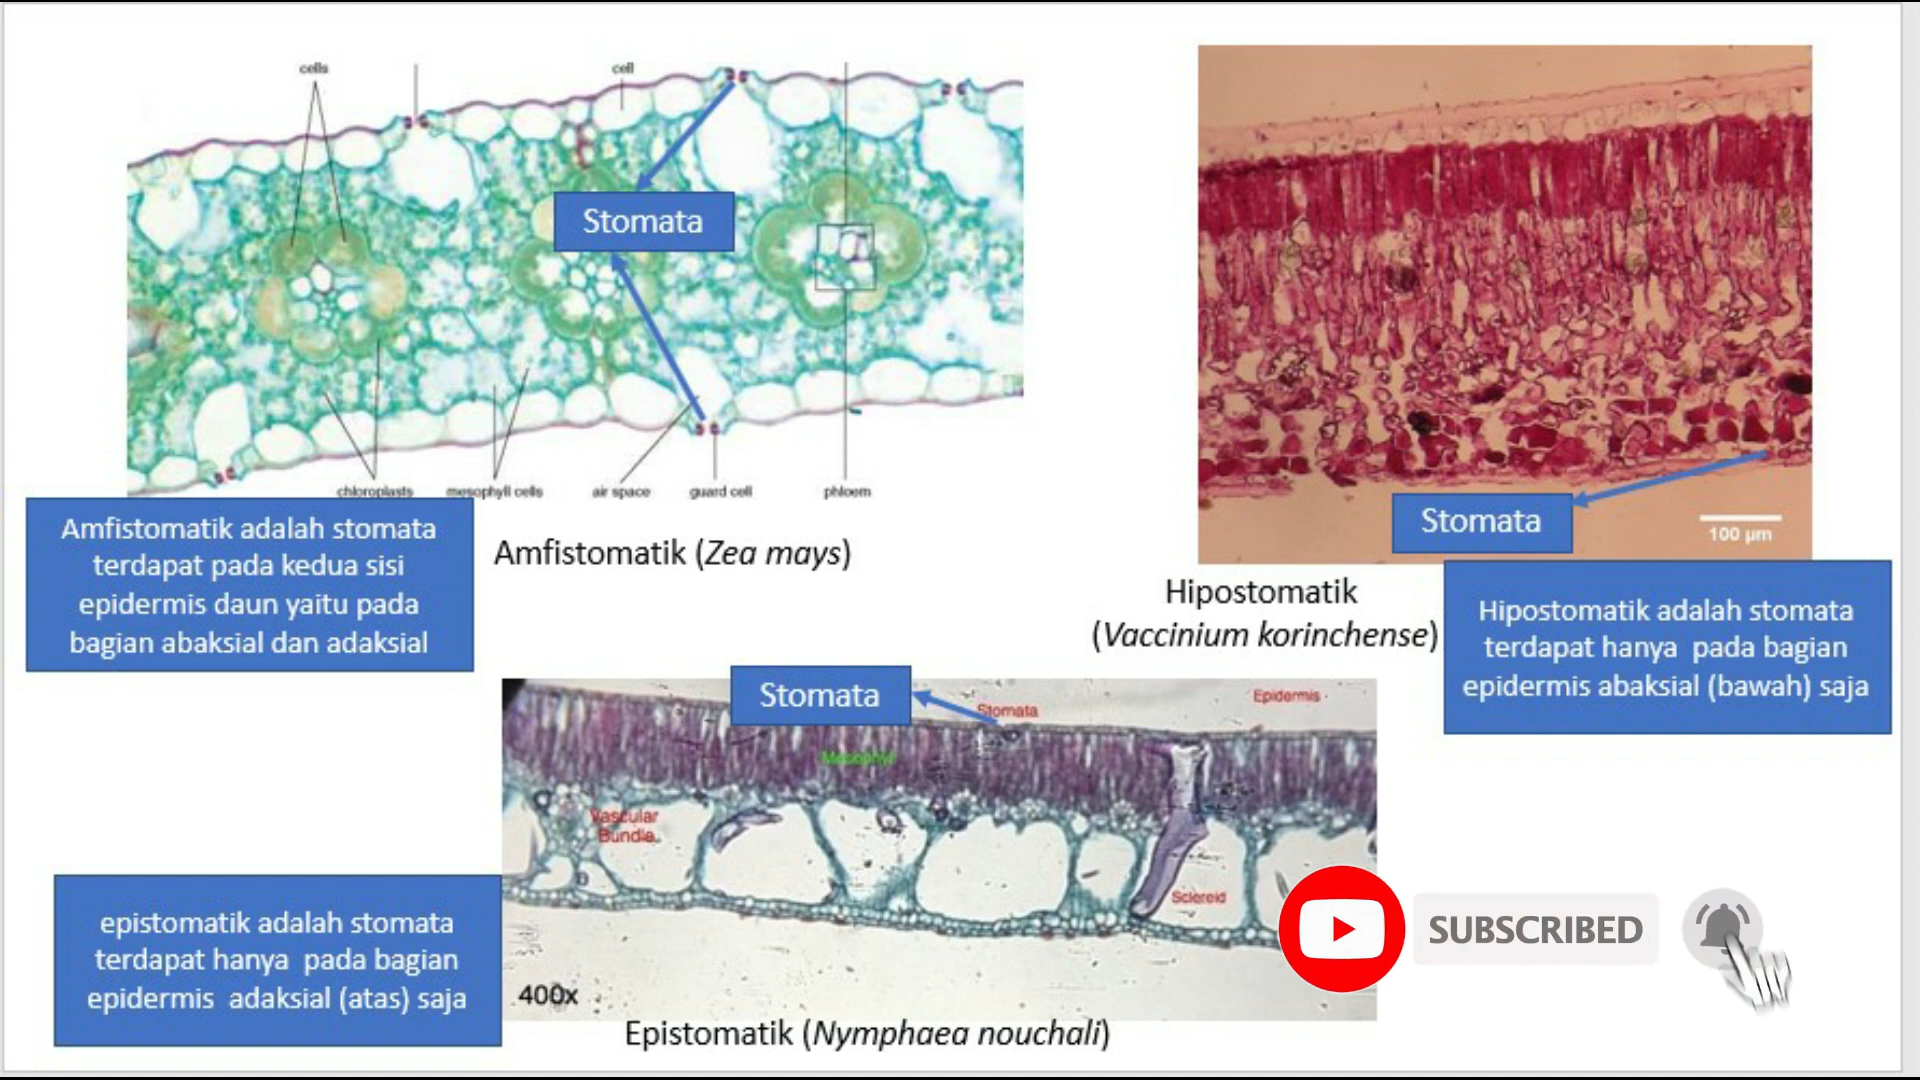 cells
cell
Stomata
chloroplasts
mesophyll cells
air space
guard cell
phloem
Amfistomatik adalah stomata
terdapat pada kedua sisi
epidermis daun yaitu pada
bagian abaksial dan adaksial
Amfistomatik (Zea mays)
Stomata
100 µm
Hipostomatik
(Vaccinium korinchense)
Hipostomatik adalah stomata
terdapat hanya pada bagian
epidermis abaksial (bawah) saja
Stomata
Stomata
Epidermis
Mesophyll
Vascular
Bundle
Sclereid
400x
epistomatik adalah stomata
terdapat hanya pada bagian
epidermis adaksial (atas) saja
Epistomatik (Nymphaea nouchali)
SUBSCRIBED